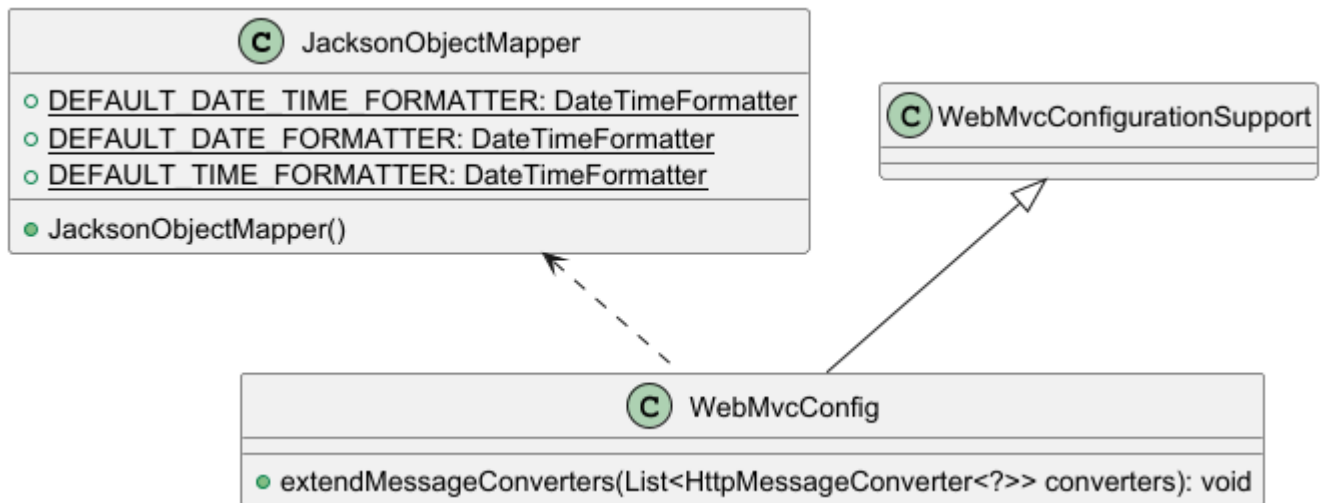 C JacksonObjectMapper
DEFAULT_DATE_TIME_FORMATTER: DateTimeFormatter
DEFAULT_DATE_FORMATTER: DateTimeFormatter
DEFAULT_TIME_FORMATTER: DateTimeFormatter
JacksonObjectMapper()
C WebMvcConfigurationSupport
C WebMvcConfig
extendMessageConverters(List<HttpMessageConverter<?>> converters): void